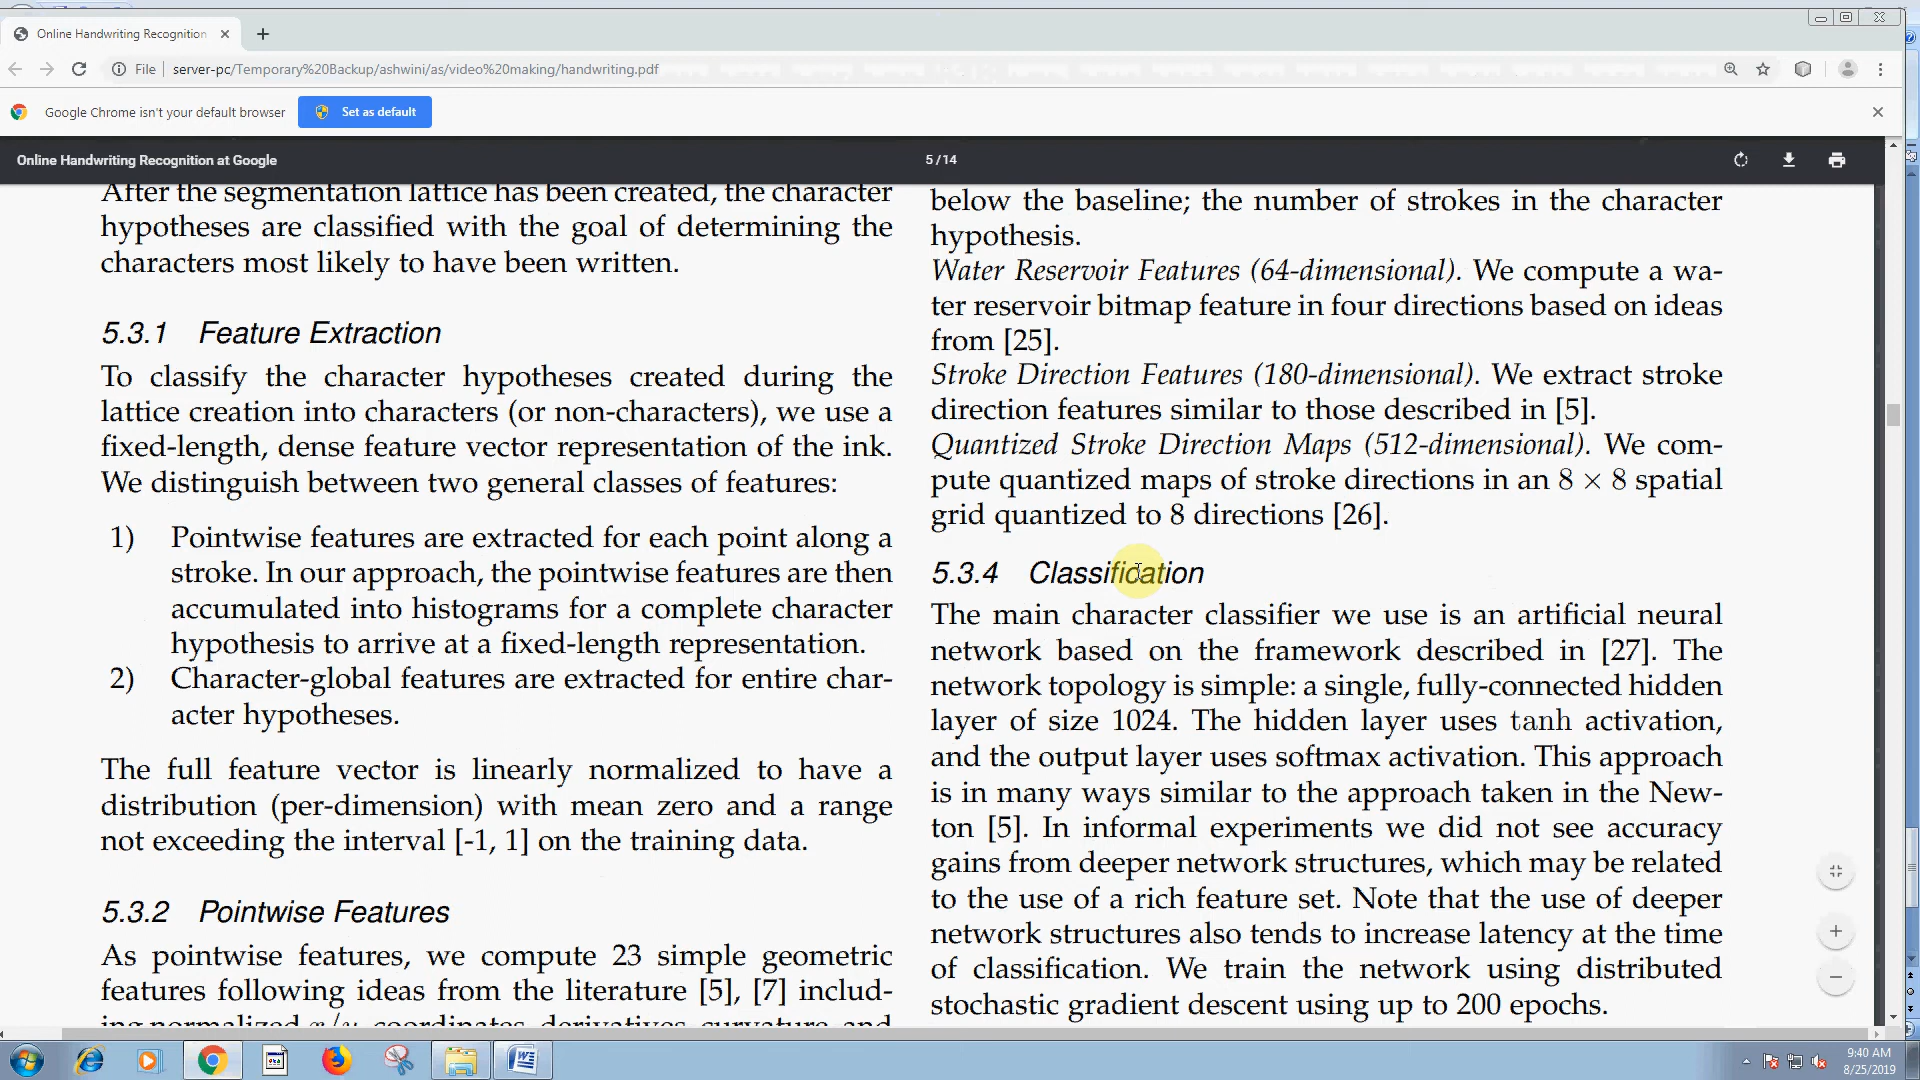 Online Handwriting Recognition
File server-pc/Temporary%20Backup/ashwini/as/video%20making/handwriting.pdf
Google Chrome isn't your default browser Set as default
Online Handwriting Recognition at Google 5 / 14
After the segmentation lattice has been created, the character
hypotheses are classified with the goal of determining the
characters most likely to have been written.
5.3.1 Feature Extraction
To classify the character hypotheses created during the
lattice creation into characters (or non-characters), we use a
fixed-length, dense feature vector representation of the ink.
We distinguish between two general classes of features:
1) Pointwise features are extracted for each point along a
stroke. In our approach, the pointwise features are then
accumulated into histograms for a complete character
hypothesis to arrive at a fixed-length representation.
2) Character-global features are extracted for entire char-
acter hypotheses.
The full feature vector is linearly normalized to have a
distribution (per-dimension) with mean zero and a range
not exceeding the interval [-1, 1] on the training data.
5.3.2 Pointwise Features
As pointwise features, we compute 23 simple geometric
features following ideas from the literature [5], [7] includ-
ing normalized x/y coordinates, derivatives, curvature, and
below the baseline; the number of strokes in the character
hypothesis.
Water Reservoir Features (64-dimensional). We compute a wa-
ter reservoir bitmap feature in four directions based on ideas
from [25].
Stroke Direction Features (180-dimensional). We extract stroke
direction features similar to those described in [5].
Quantized Stroke Direction Maps (512-dimensional). We com-
pute quantized maps of stroke directions in an 8 × 8 spatial
grid quantized to 8 directions [26].
5.3.4 Classification
The main character classifier we use is an artificial neural
network based on the framework described in [27]. The
network topology is simple: a single, fully-connected hidden
layer of size 1024. The hidden layer uses tanh activation,
and the output layer uses softmax activation. This approach
is in many ways similar to the approach taken in the New-
ton [5]. In informal experiments we did not see accuracy
gains from deeper network structures, which may be related
to the use of a rich feature set. Note that the use of deeper
network structures also tends to increase latency at the time
of classification. We train the network using distributed
stochastic gradient descent using up to 200 epochs.
9:40 AM
8/25/2019